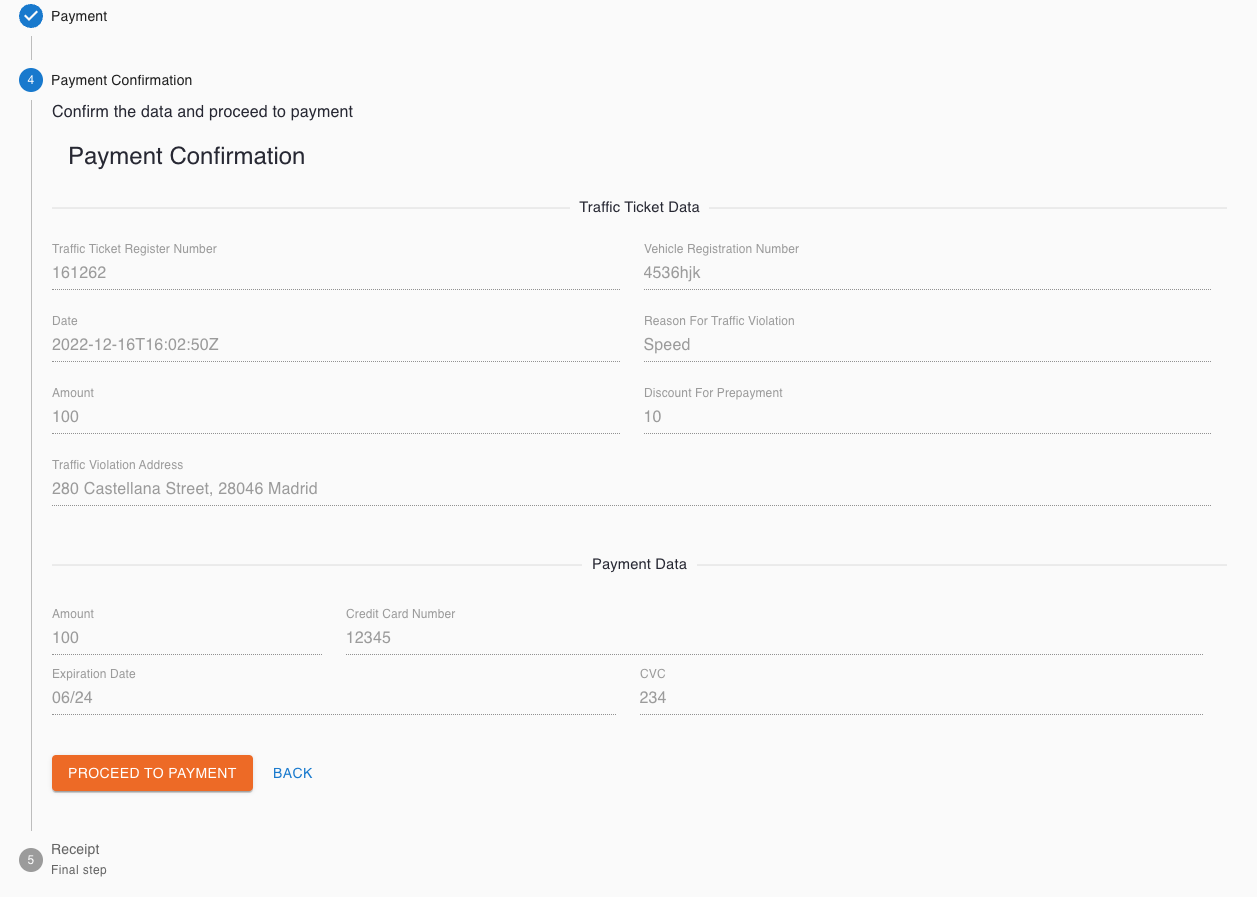 Payment
4 Payment Confirmation
Confirm the data and proceed to payment
Payment Confirmation
Traffic Ticket Data
Traffic Ticket Register Number Vehicle Registration Number
161262 4536hjk
Date Reason For Traffic Violation
2022-12-16T16:02:50Z Speed
Amount Discount For Prepayment
100 10
Traffic Violation Address
280 Castellana Street, 28046 Madrid
Payment Data
Amount Credit Card Number
100 12345
Expiration Date CVC
06/24 234
PROCEED TO PAYMENT BACK
5 Receipt
Final step